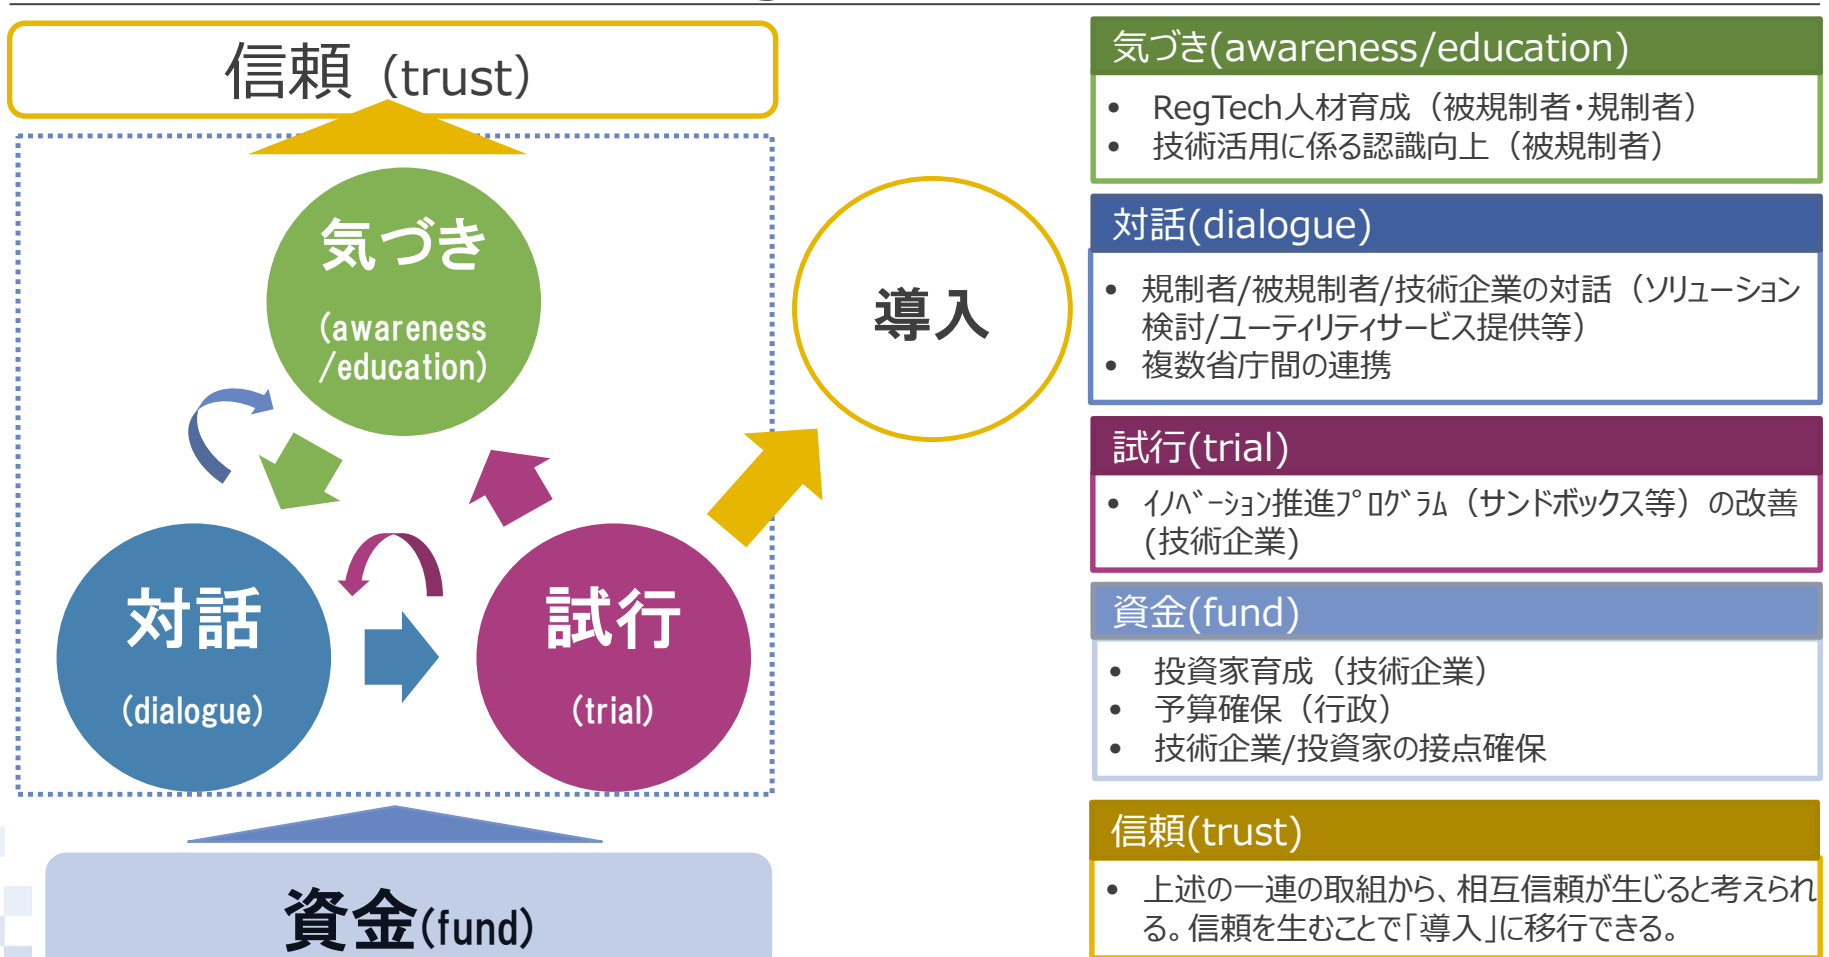 信頼（trust）
気づき
(awareness
/education)
導入
対話
(dialogue)
試行
(trial)
資金(fund)
気づき(awareness/education)
• RegTech人材育成（被規制者・規制者）
• 技術活用に係る認識向上（被規制者）
対話(dialogue)
• 規制者/被規制者/技術企業の対話（ソリューション
検討/ユーティリティサービス提供等）
• 複数省庁間の連携
試行(trial)
• ｲﾉﾍﾞｰｼｮﾝ推進ﾌﾟﾛｸﾞﾗﾑ（サンドボックス等）の改善
(技術企業)
資金(fund)
• 投資家育成（技術企業）
• 予算確保（行政）
• 技術企業/投資家の接点確保
信頼(trust)
• 上述の一連の取組から、相互信頼が生じると考えられ
る。信頼を生むことで「導入」に移行できる。